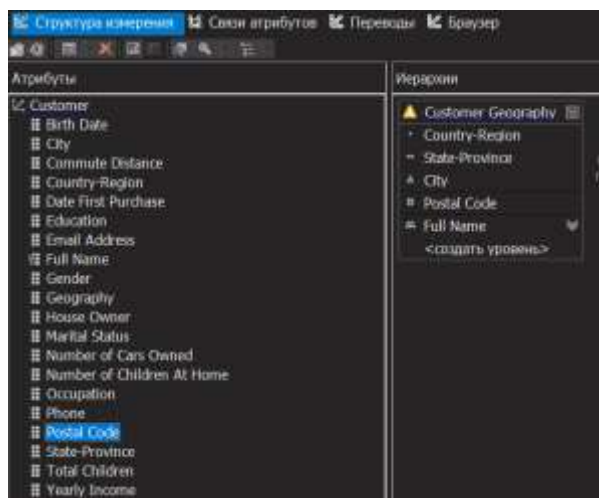 Структура измерения Связи атрибутов Переводы Браузер
Атрибуты
Customer
Birth Date
City
Commute Distance
Country-Region
Date First Purchase
Education
Email Address
Full Name
Gender
Geography
House Owner
Marital Status
Number of Cars Owned
Number of Children At Home
Occupation
Phone
Postal Code
State-Province
Total Children
Yearly Income
Иерархии
Customer Geography
Country-Region
State-Province
City
Postal Code
Full Name
<создать уровень>